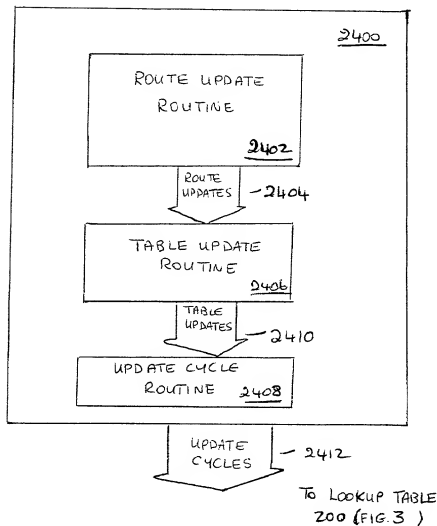 2400
ROUTE UPDATE
ROUTINE
2402
ROUTE
UPDATES
2404
TABLE UPDATE
ROUTINE
2406
TABLE
UPDATES
2410
UPDATE CYCLE
ROUTINE
2408
UPDATE
CYCLES
2412
TO LOOKUP TABLE
200 (FIG.3 )